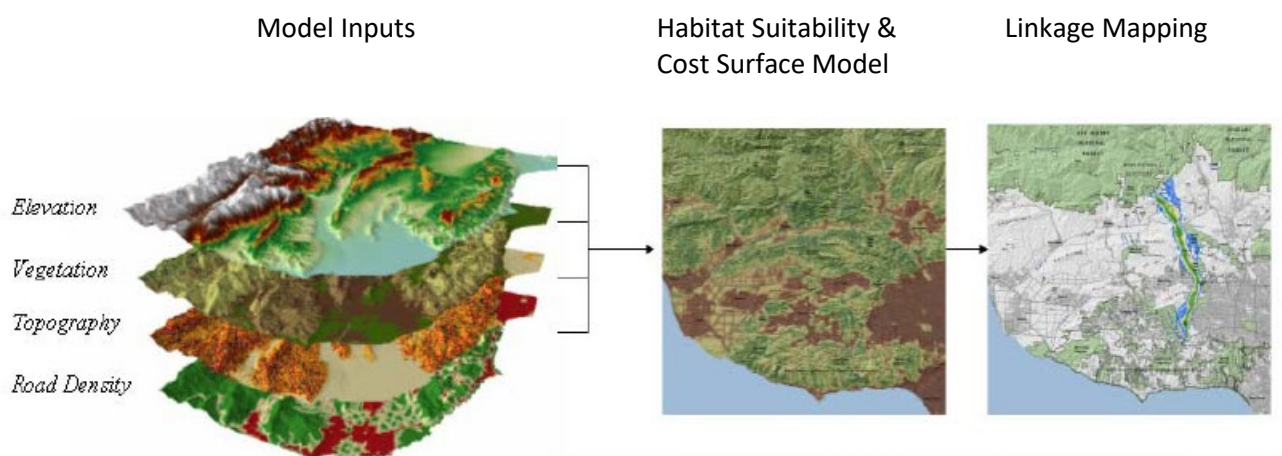 Model Inputs
Habitat Suitability &
Cost Surface Model
Linkage Mapping
Elevation
Vegetation
Topography
Road Density